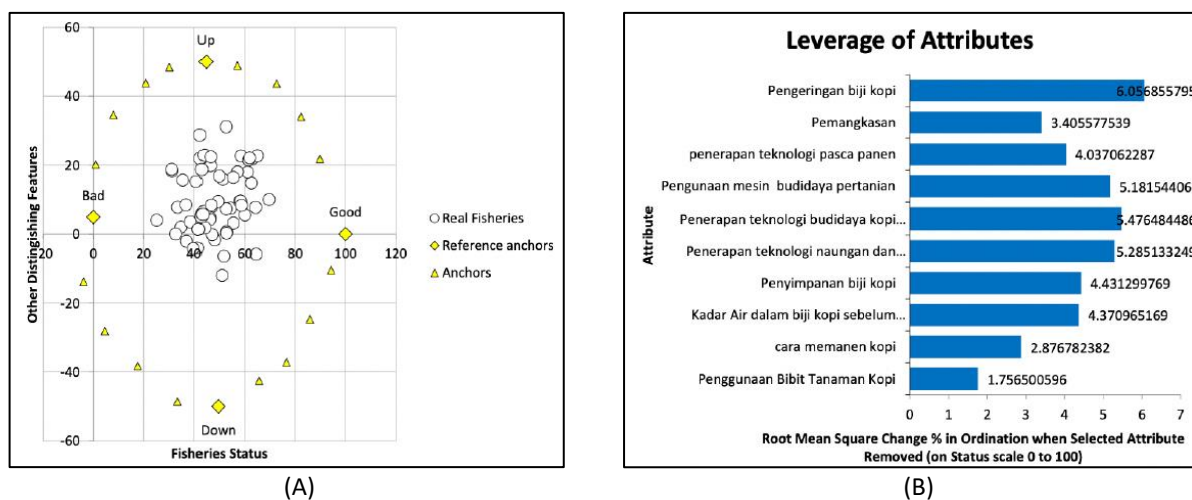 60
40
20
0
-20
-40
-60
20
0
20
40
60
80
100
120
Other Distingishing Features
Fisheries Status
Up
Bad
Good
Down
Real Fisheries
Reference anchors
Anchors
(A)
Leverage of Attributes
Attribute
Pengeringan biji kopi
6.056855795
Pemangkasan
3.405577539
penerapan teknologi pasca panen
4.037062287
Pengunaan mesin budidaya pertanian
5.18154406
Penerapan teknologi budidaya kopi...
5.476484486
Penerapan teknologi naungan dan...
5.285133249
Penyimpanan biji kopi
4.431299769
Kadar Air dalam biji kopi sebelum...
4.370965169
cara memanen kopi
2.876782382
Penggunaan Bibit Tanaman Kopi
1.756500596
0 1 2 3 4 5 6 7
Root Mean Square Change % in Ordination when Selected Attribute
Removed (on Status scale 0 to 100)
(B)